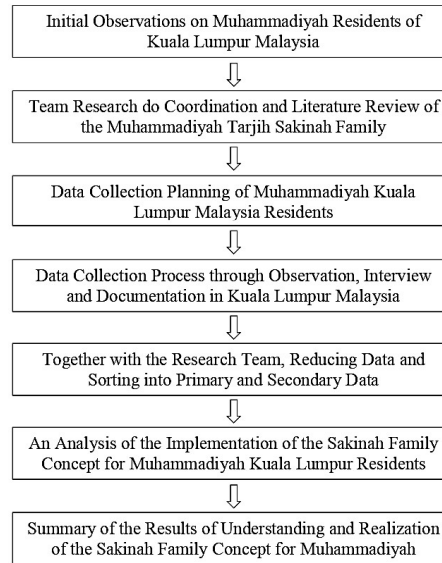 Initial Observations on Muhammadiyah Residents of
Kuala Lumpur Malaysia
Team Research do Coordination and Literature Review of
the Muhammadiyah Tarjih Sakinah Family
Data Collection Planning of Muhammadiyah Kuala
Lumpur Malaysia Residents
Data Collection Process through Observation, Interview
and Documentation in Kuala Lumpur Malaysia
Together with the Research Team, Reducing Data and
Sorting into Primary and Secondary Data
An Analysis of the Implementation of the Sakinah Family
Concept for Muhammadiyah Kuala Lumpur Residents
Summary of the Results of Understanding and Realization
of the Sakinah Family Concept for Muhammadiyah